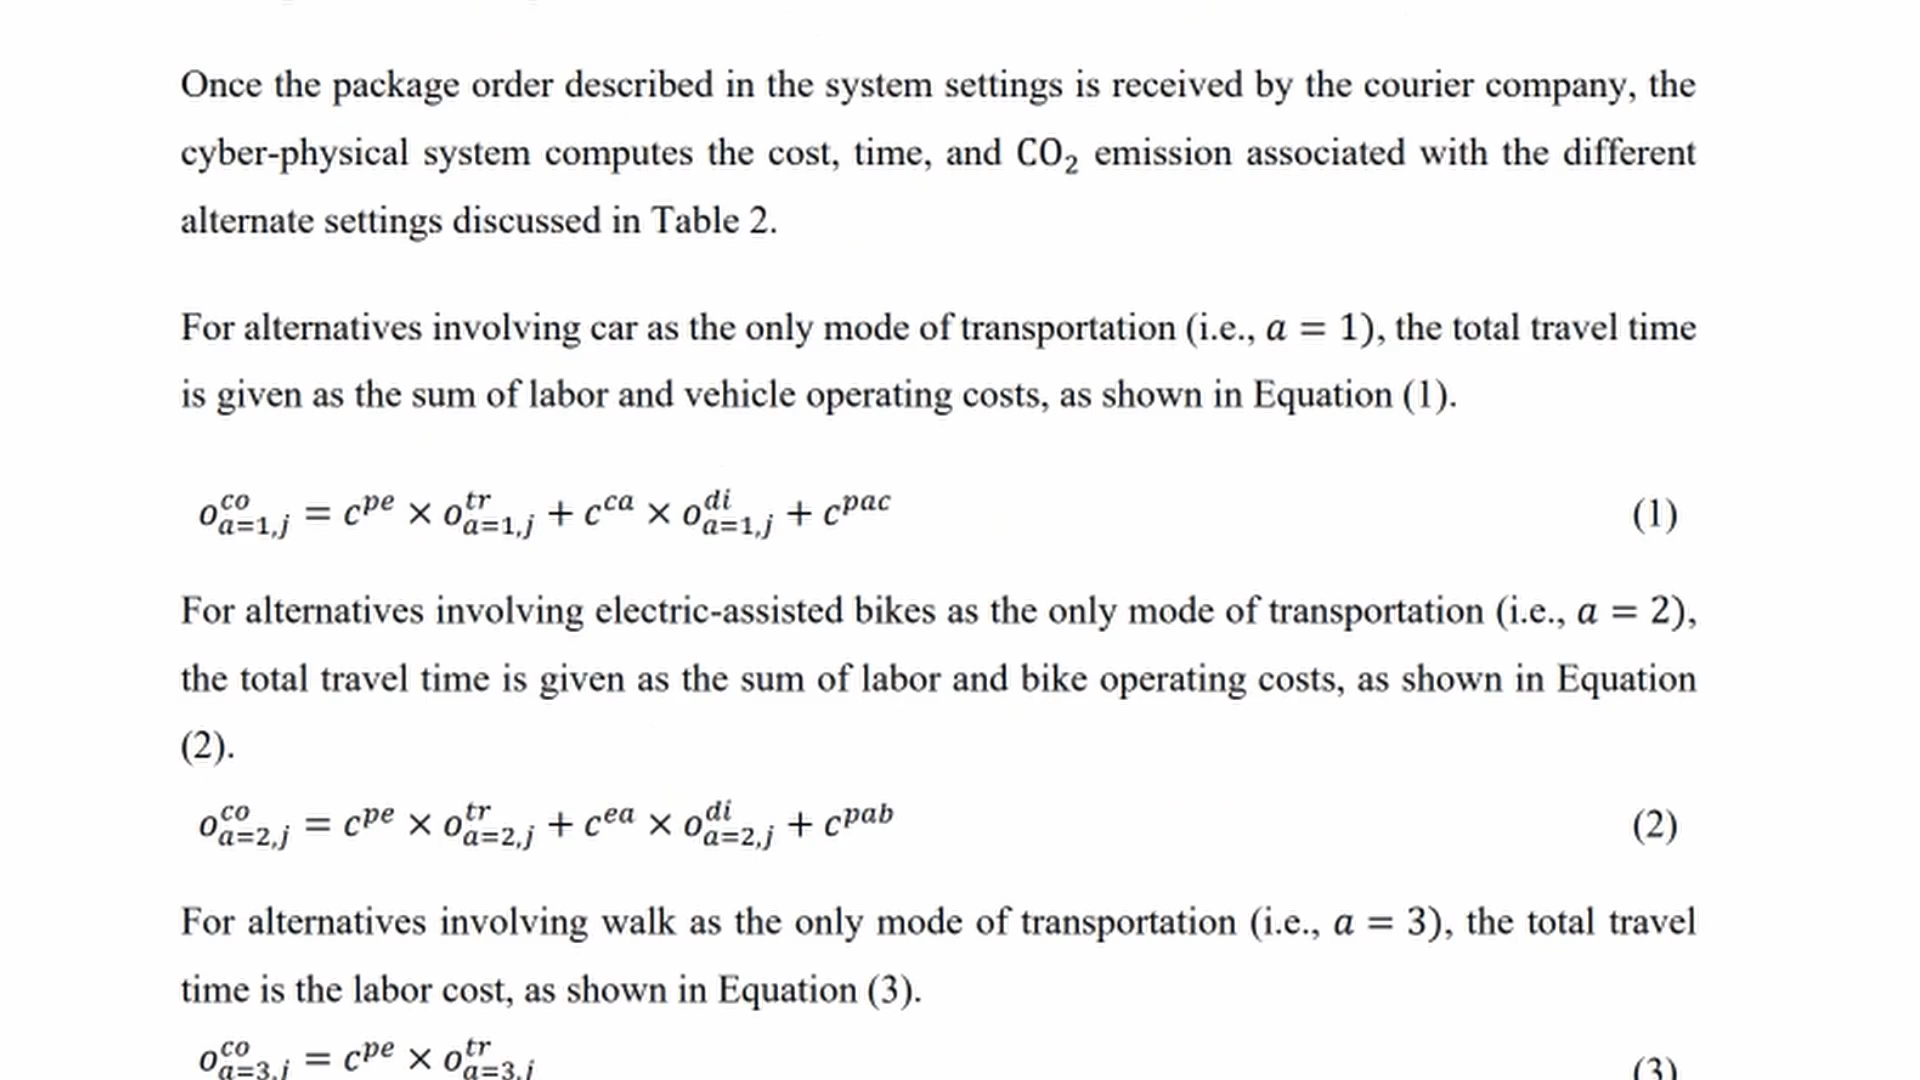 Once the package order described in the system settings is received by the courier company, the
cyber-physical system computes the cost, time, and CO₂ emission associated with the different
alternate settings discussed in Table 2.
For alternatives involving car as the only mode of transportation (i.e., a = 1), the total travel time
is given as the sum of labor and vehicle operating costs, as shown in Equation (1).
o^{co}_{a=1,j} = c^{pe} × o^{tr}_{a=1,j} + c^{ca} × o^{di}_{a=1,j} + c^{pac} (1)
For alternatives involving electric-assisted bikes as the only mode of transportation (i.e., a = 2),
the total travel time is given as the sum of labor and bike operating costs, as shown in Equation
(2).
o^{co}_{a=2,j} = c^{pe} × o^{tr}_{a=2,j} + c^{ea} × o^{di}_{a=2,j} + c^{pab} (2)
For alternatives involving walk as the only mode of transportation (i.e., a = 3), the total travel
time is the labor cost, as shown in Equation (3).
o^{co}_{a=3,j} = c^{pe} × o^{tr}_{a=3,j} (3)